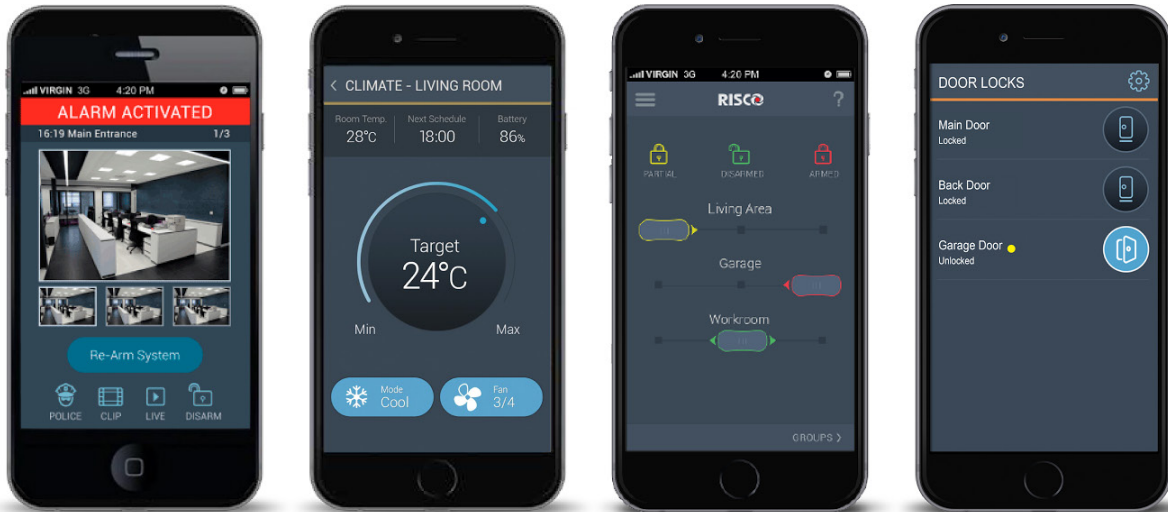 VIRGIN 3G 4:20 PM
ALARM ACTIVATED
16:19 Main Entrance 1/3
Re-Arm System
POLICE CLIP LIVE DISARM
< CLIMATE - LIVING ROOM
Room Temp. Next Schedule Battery
28°C 18:00 86%
Target
24°C
Min Max
Mode Fan
Cool 3/4
VIRGIN 3G 4:20 PM
RISCO ?
PARTIAL DISARMED ARMED
Living Area
Garage
Workroom
GROUPS >
DOOR LOCKS
Main Door
Locked
Back Door
Locked
Garage Door
Unlocked